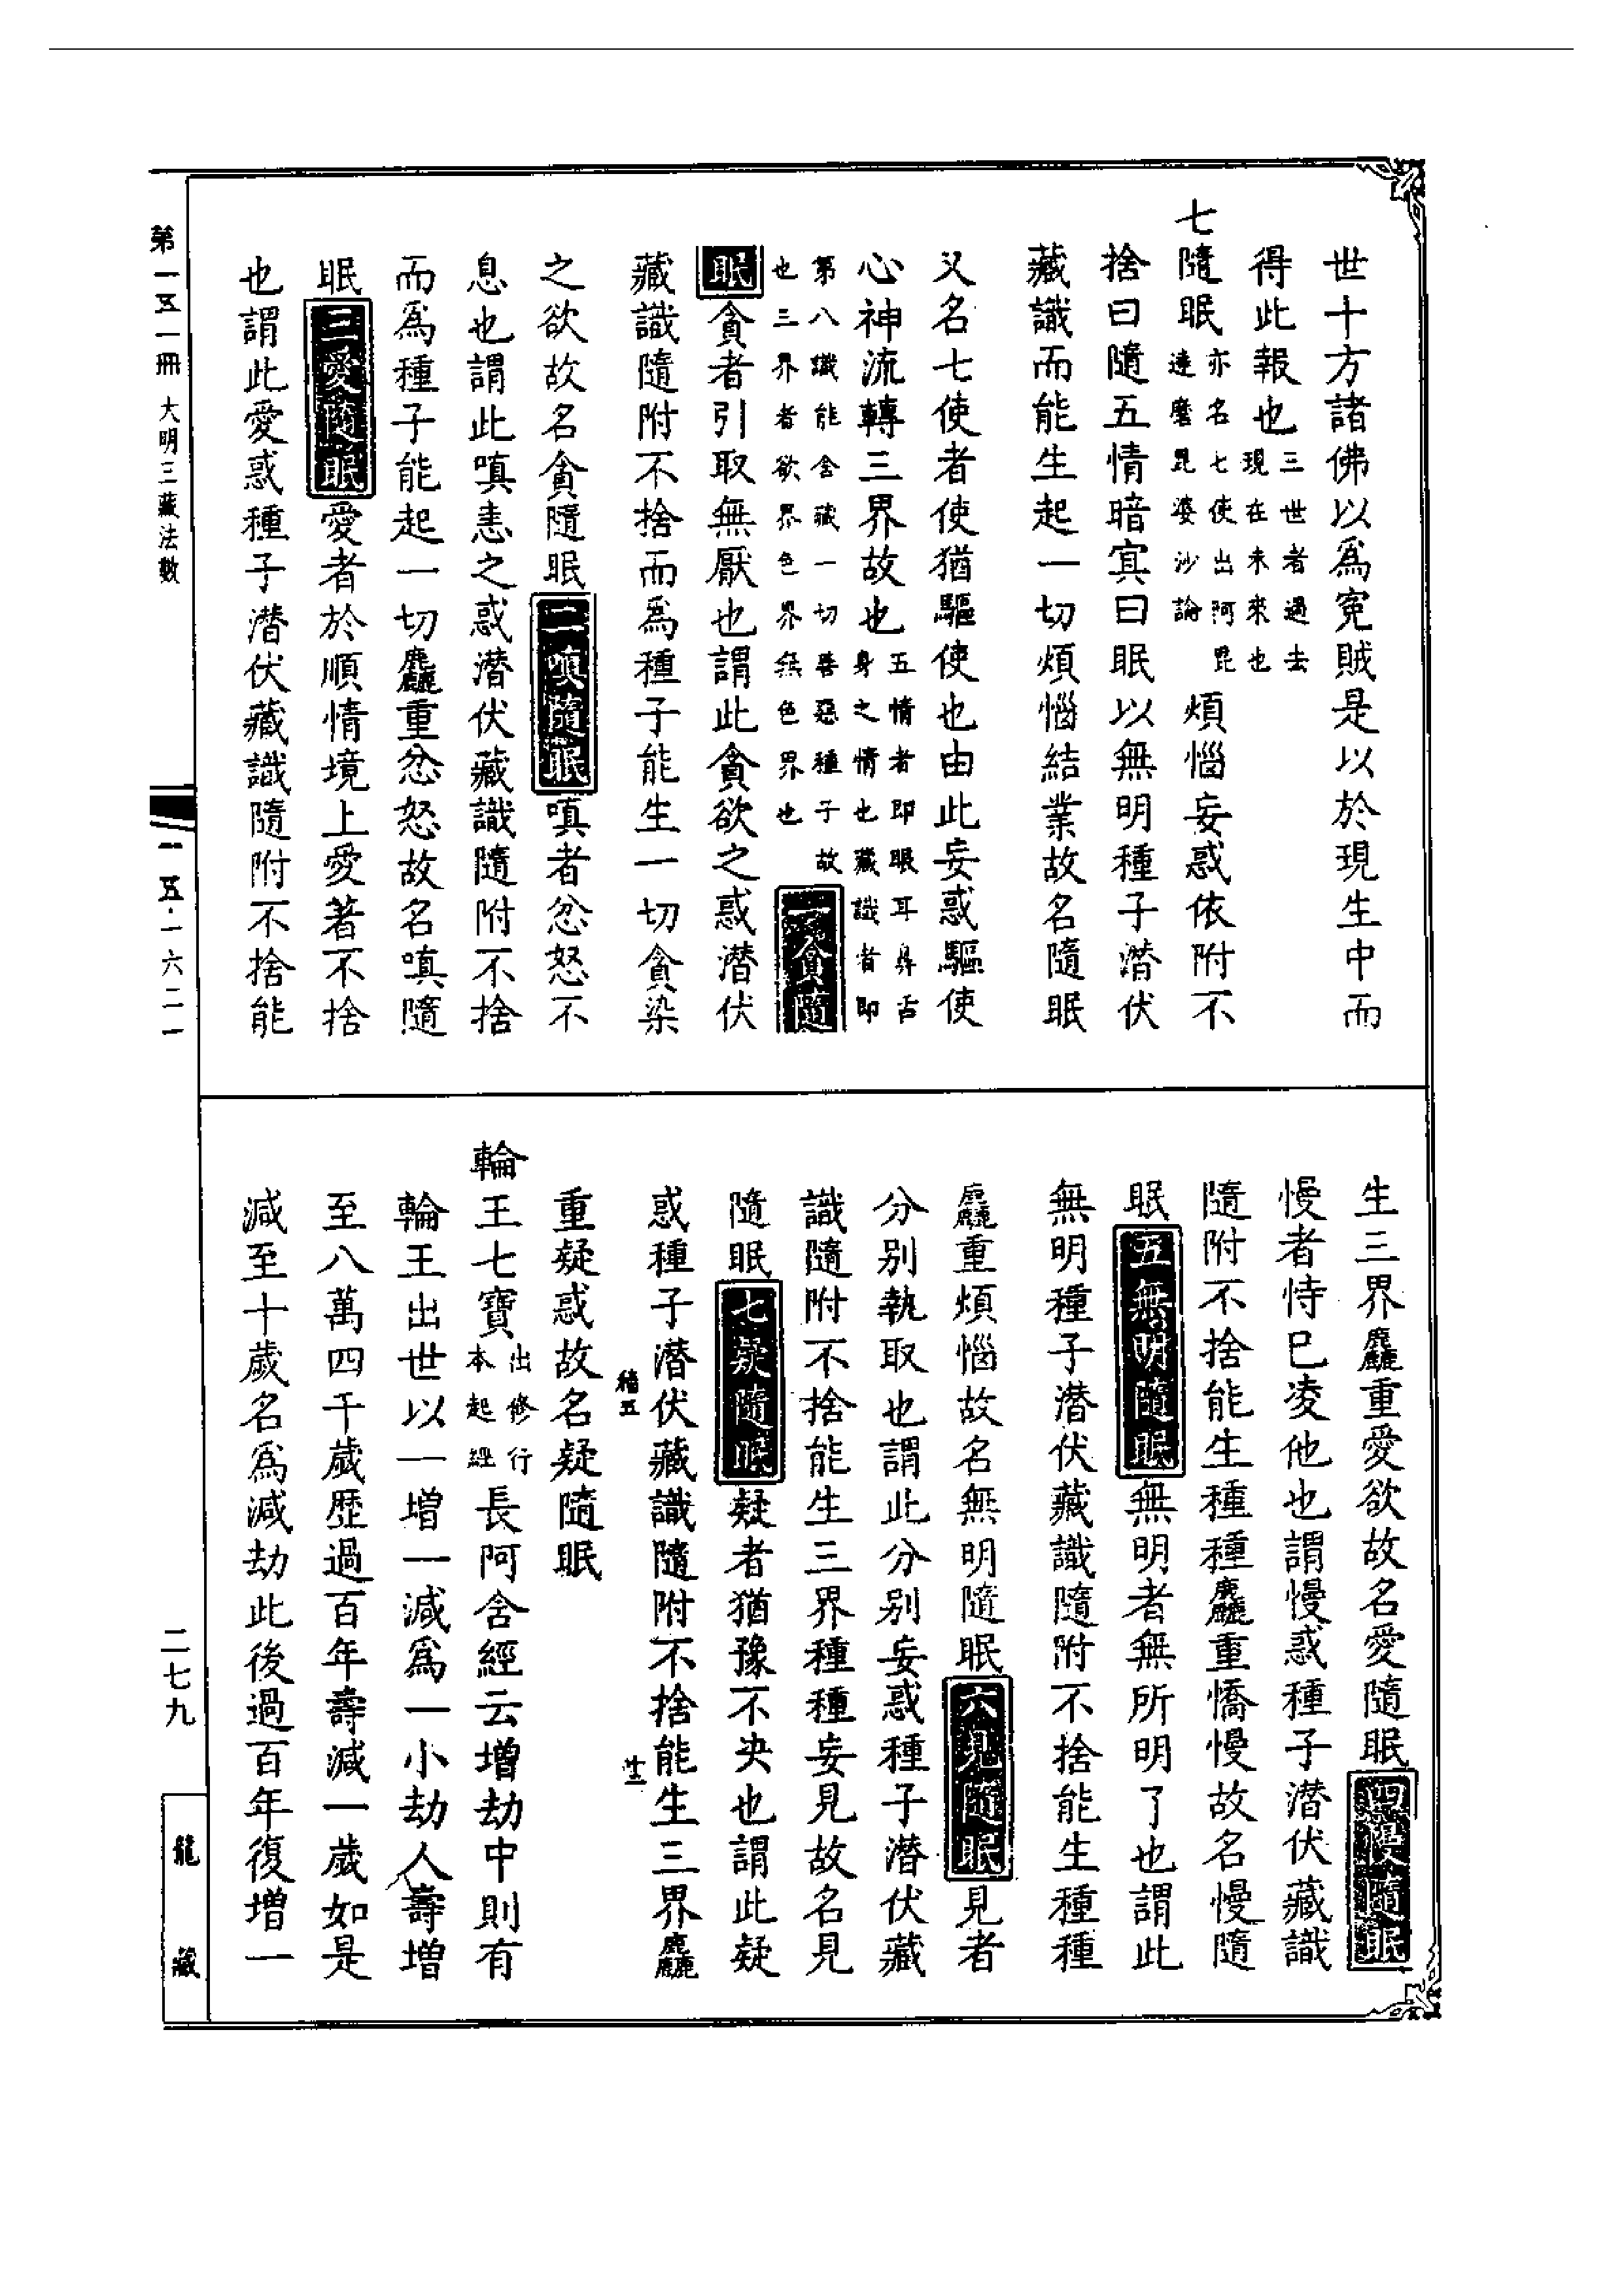 世十方諸佛以爲寃賊是以於現生中而
得此報也三世者過去現在未來也
七隨眠亦名七使出阿毘達磨毘婆沙論煩惱妄惑依附不
捨曰隨五情暗冥曰眠以無明種子潛伏
藏識而能生起一切煩惱結業故名隨眠
又名七使者使猶驅使也由此妄惑驅使
心神流轉三界故也五情者即眼耳鼻舌身之情也藏識者即
第八識能含藏一切善惡種子故也三界者欲界色界無色界也一貪隨
眠貪者引取無厭也謂此貪欲之惑潛伏
藏識隨附不捨而爲種子能生一切貪染
之欲故名貪隨眠二嗔隨眠嗔者忿怒不
息也謂此嗔恚之惑潛伏藏識隨附不捨
而爲種子能起一切麤重忿怒故名嗔隨
眠三愛隨眠愛者於順情境上愛著不捨
也謂此愛惑種子潛伏藏識隨附不捨能
生三界麤重愛欲故名愛隨眠四慢隨眠
慢者恃己凌他也謂慢惑種子潛伏藏識
隨附不捨能生種種麤重憍慢故名慢隨
眠五無明隨眠無明者無所明了也謂此
無明種子潛伏藏識隨附不捨能生種種
麤重煩惱故名無明隨眠六見隨眠見者
分別執取也謂此分別妄惑種子潛伏藏
識隨附不捨能生三界種種妄見故名見
隨眠七疑隨眠疑者猶豫不決也謂此疑
惑種子潛伏藏識隨附不捨能生三界麤
重疑惑故名疑隨眠
輪王七寶出修行本起經長阿含經云增劫中則有
輪王出世以一增一減爲一小劫人壽增
至八萬四千歲歷過百年壽減一歲如是
減至十歲名爲減劫此後過百年復增一
第一五一冊 大明三藏法數
一一五·一六二一
二七九
龍藏